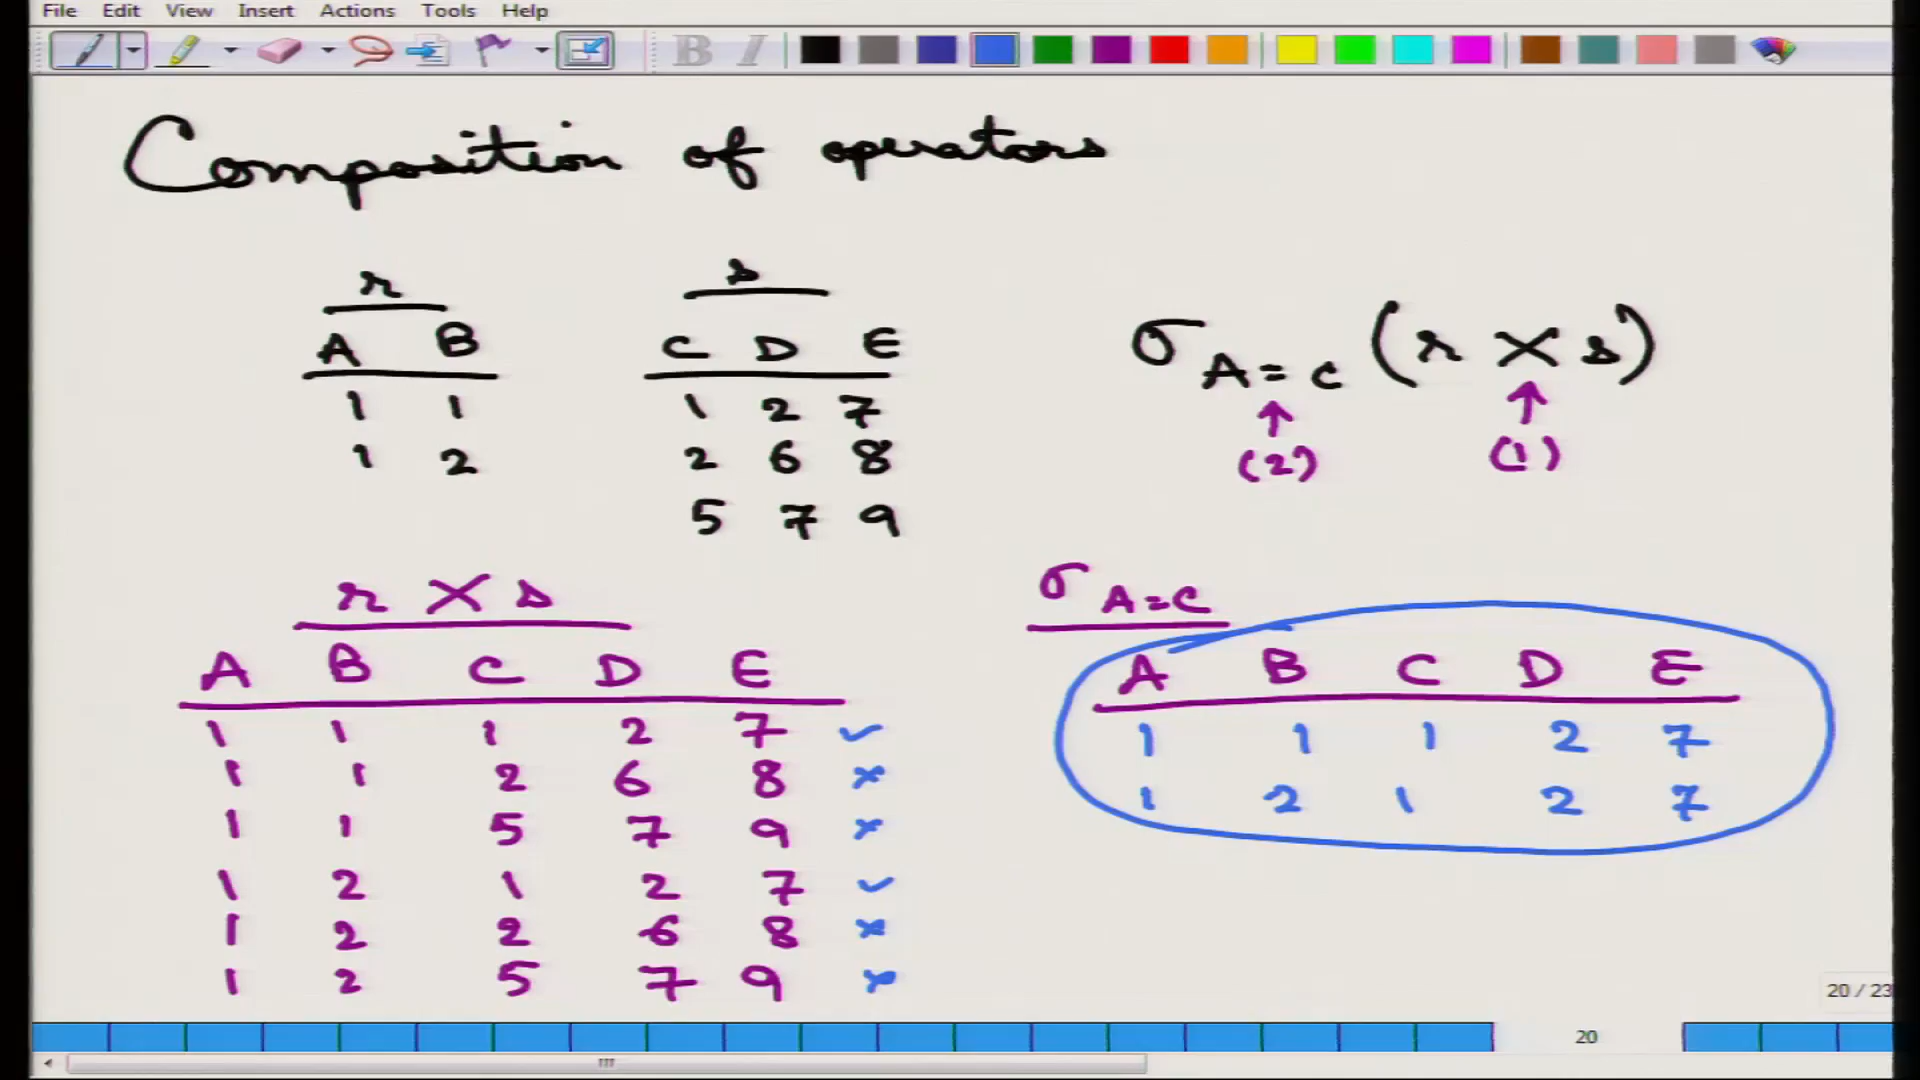 File Edit View Insert Actions Tools Help
B I
Composition of operators
r
A B
1 1
1 2
s
C D E
1 2 7
2 6 8
5 7 9
σ A=C (r X s)
(2) (1)
r X s
A B C D E
1 1 1 2 7 ✓
1 1 2 6 8 ×
1 1 5 7 9 ×
1 2 1 2 7 ✓
1 2 2 6 8 ×
1 2 5 7 9 ×
σ A=C
A B C D E
1 1 1 2 7
1 2 1 2 7
20 / 23
20